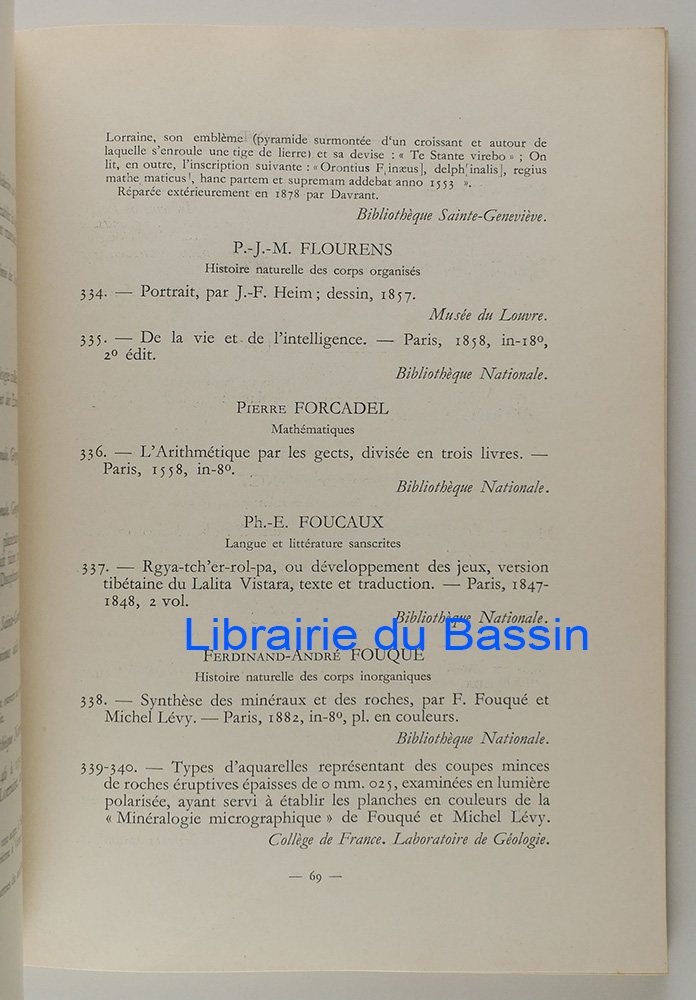 Lorraine, son emblème (pyramide surmontée d'un croissant et autour de
laquelle s'enroule une tige de lierre) et sa devise : « Te Stante virebo » ; On
lit, en outre, l'inscription suivante : « Orontius F[inæus], delph[inalis], regius
mathe maticus!, hanc partem et supremam addebat anno 1553 ».
Réparée extérieurement en 1878 par Davrant.
Bibliothèque Sainte-Geneviève.
P.-J.-M. FLOURENS
Histoire naturelle des corps organisés
334. — Portrait, par J.-F. Heim ; dessin, 1857.
Musée du Louvre.
335. — De la vie et de l'intelligence. — Paris, 1858, in-18º,
2º édit.
Bibliothèque Nationale.
PIERRE FORCADEL
Mathématiques
336. — L'Arithmétique par les gects, divisée en trois livres. —
Paris, 1558, in-8º.
Bibliothèque Nationale.
Ph.-E. FOUCAUX
Langue et littérature sanscrites
337. — Rgya-tch'er-rol-pa, ou développement des jeux, version
tibétaine du Lalita Vistara, texte et traduction. — Paris, 1847-
1848, 2 vol.
Bibliothèque Nationale.
Librairie du Bassin
FERDINAND-ANDRÉ FOUQUÉ
Histoire naturelle des corps inorganiques
338. — Synthèse des minéraux et des roches, par F. Fouqué et
Michel Lévy. — Paris, 1882, in-8º, pl. en couleurs.
Bibliothèque Nationale.
339-340. — Types d'aquarelles représentant des coupes minces
de roches éruptives épaisses de 0 mm. 025, examinées en lumière
polarisée, ayant servi à établir les planches en couleurs de la
« Minéralogie micrographique » de Fouqué et Michel Lévy.
Collège de France. Laboratoire de Géologie.
— 69 —